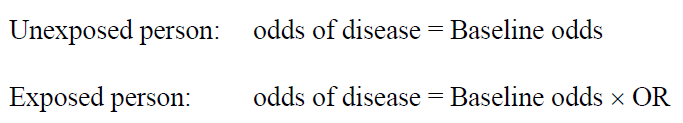 Unexposed person: odds of disease = Baseline odds
Exposed person: odds of disease = Baseline odds × OR